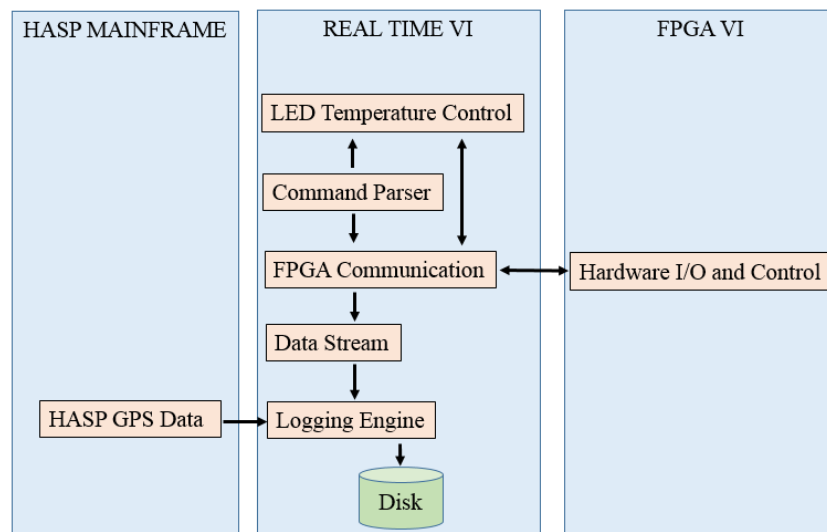 HASP MAINFRAME
REAL TIME VI
FPGA VI
LED Temperature Control
Command Parser
FPGA Communication
Hardware I/O and Control
Data Stream
HASP GPS Data
Logging Engine
Disk